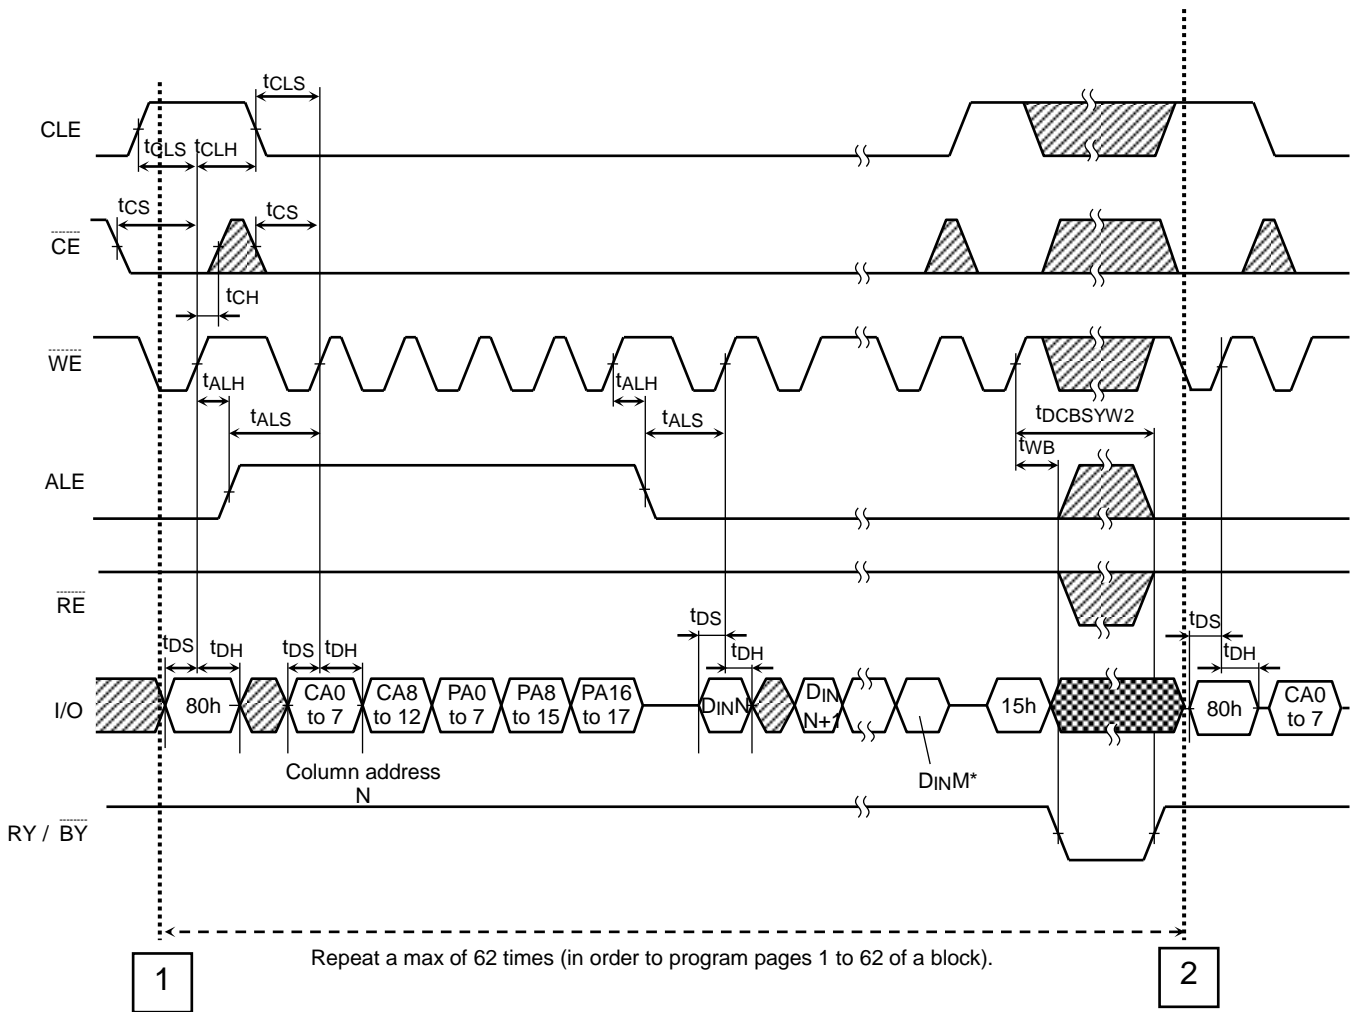 tCLS
CLE
tCLS tCLH
tCS tCS
CE
tCH
WE
tALH tALH
tALS tALS tDCBSYW2
tWB
ALE
RE
tDS tDH tDS tDH tDS tDH tDS tDH
I/O
80h
CA0 to 7
CA8 to 12
PA0 to 7
PA8 to 15
PA16 to 17
DINN
DIN N+1
15h
80h
CA0 to 7
Column address
N
DINM*
RY / BY
Repeat a max of 62 times (in order to program pages 1 to 62 of a block).
1
2